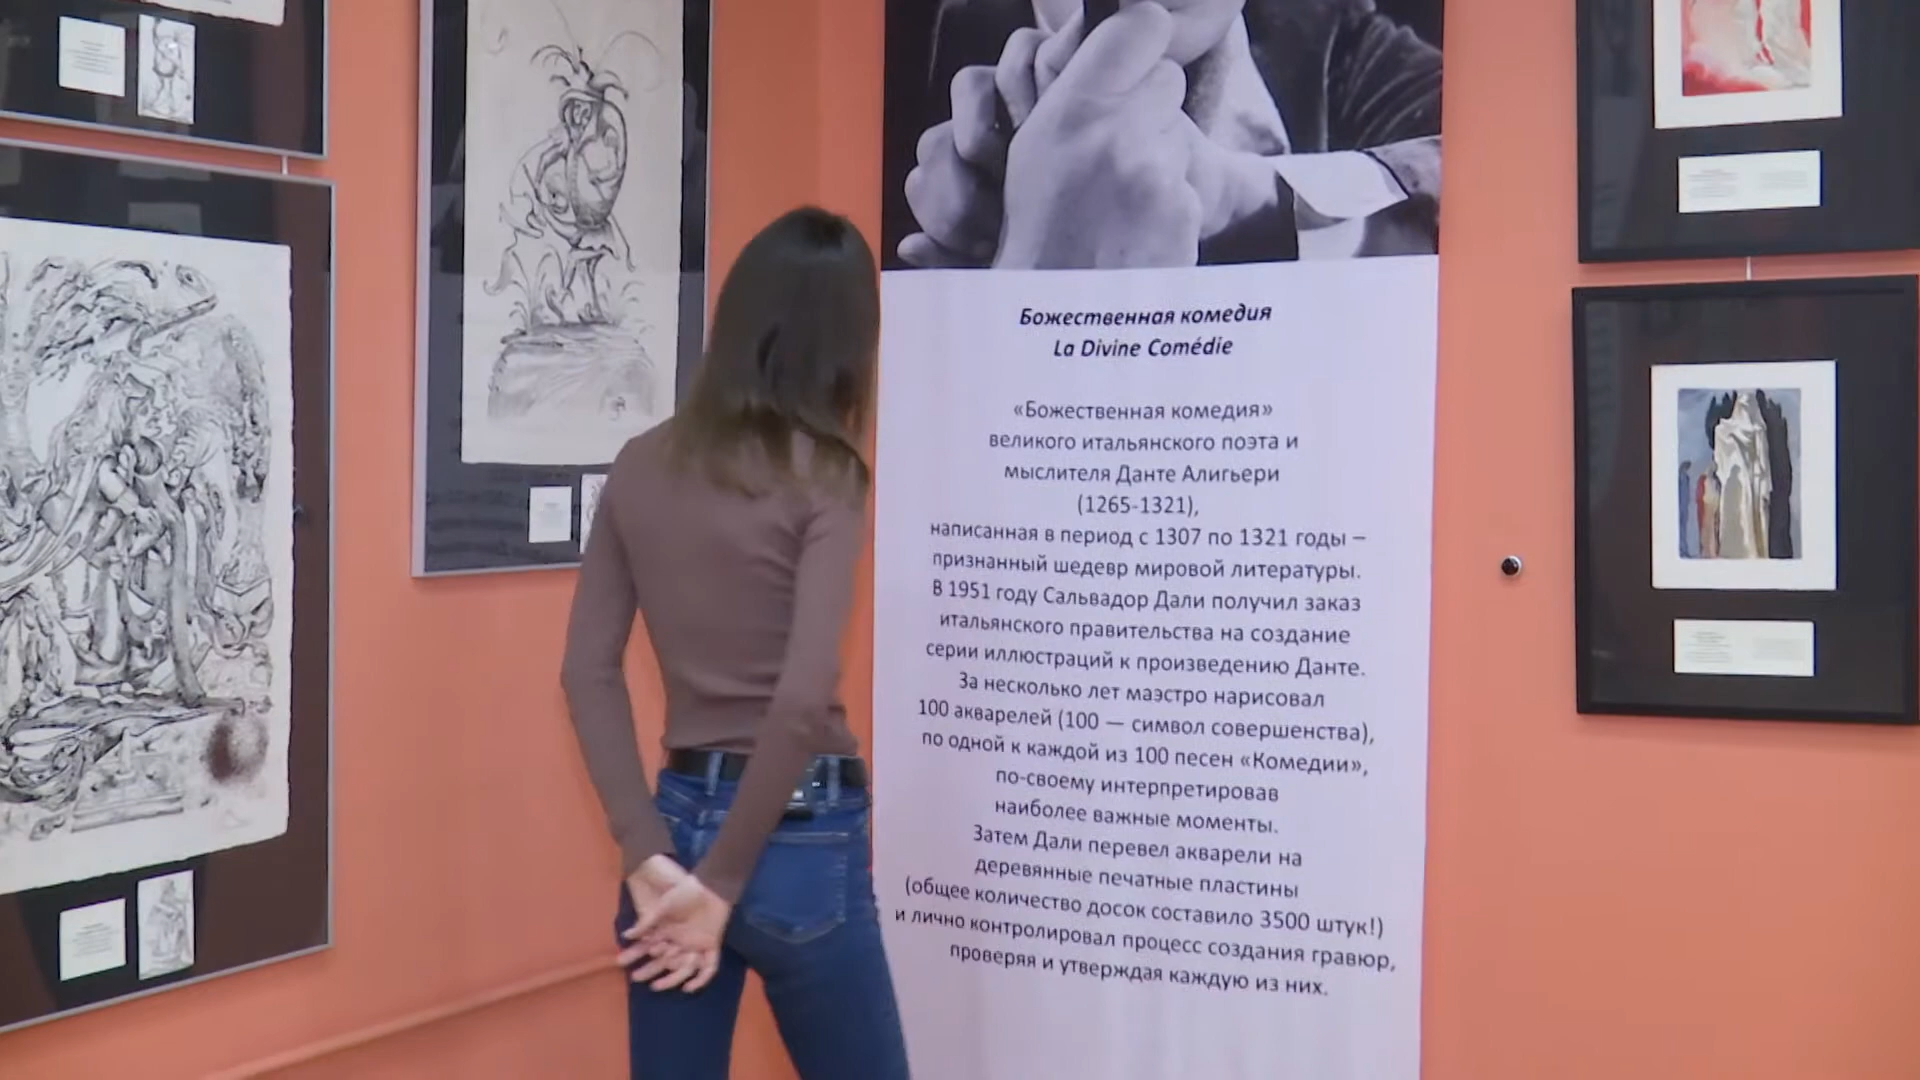 Божественная комедия
La Divine Comédie
«Божественная комедия»
великого итальянского поэта и
мыслителя Данте Алигьери
(1265-1321),
написанная в период с 1307 по 1321 годы –
признанный шедевр мировой литературы.
В 1951 году Сальвадор Дали получил заказ
итальянского правительства на создание
серии иллюстраций к произведению Данте.
За несколько лет маэстро нарисовал
100 акварелей (100 — символ совершенства),
по одной к каждой из 100 песен «Комедии»,
по-своему интерпретировав
наиболее важные моменты.
Затем Дали перевел акварели на
деревянные печатные пластины
(общее количество досок составило 3500 штук!)
и лично контролировал процесс создания гравюр,
проверяя и утверждая каждую из них.